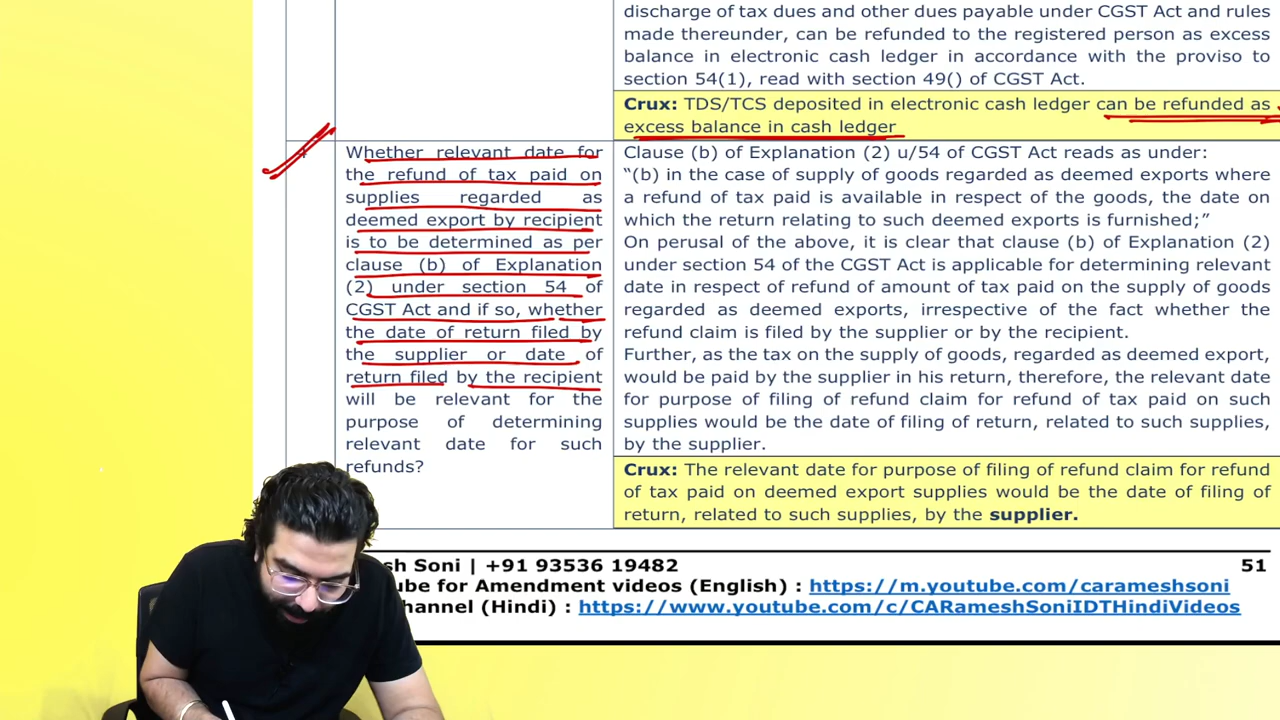 discharge of tax dues and other dues payable under CGST Act and rules
made thereunder, can be refunded to the registered person as excess
balance in electronic cash ledger in accordance with the proviso to
section 54(1), read with section 49() of CGST Act.
Crux: TDS/TCS deposited in electronic cash ledger can be refunded as
excess balance in cash ledger
Whether relevant date for
the refund of tax paid on
supplies regarded as
deemed export by recipient
is to be determined as per
clause (b) of Explanation
(2) under section 54 of
CGST Act and if so, whether
the date of return filed by
the supplier or date of
return filed by the recipient
will be relevant for the
purpose of determining
relevant date for such
refunds?
Clause (b) of Explanation (2) u/54 of CGST Act reads as under:
“(b) in the case of supply of goods regarded as deemed exports where
a refund of tax paid is available in respect of the goods, the date on
which the return relating to such deemed exports is furnished;”
On perusal of the above, it is clear that clause (b) of Explanation (2)
under section 54 of the CGST Act is applicable for determining relevant
date in respect of refund of amount of tax paid on the supply of goods
regarded as deemed exports, irrespective of the fact whether the
refund claim is filed by the supplier or by the recipient.
Further, as the tax on the supply of goods, regarded as deemed export,
would be paid by the supplier in his return, therefore, the relevant date
for purpose of filing of refund claim for refund of tax paid on such
supplies would be the date of filing of return, related to such supplies,
by the supplier.
Crux: The relevant date for purpose of filing of refund claim for refund
of tax paid on deemed export supplies would be the date of filing of
return, related to such supplies, by the supplier.
sh Soni | +91 93536 19482 51
ube for Amendment videos (English) : https://m.youtube.com/carameshsoni
hannel (Hindi) : https://www.youtube.com/c/CARameshSoniIDTHindiVideos